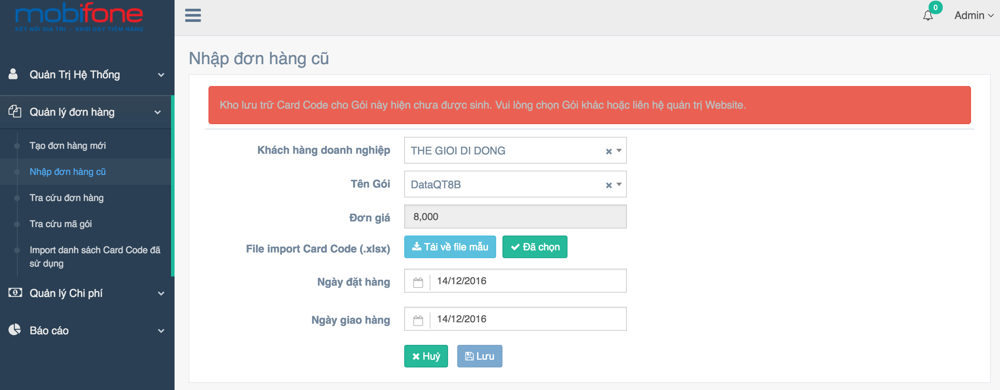 mobifone
KẾT NỐI GIÁ TRỊ · KHƠI DẬY TIỀM NĂNG
0
Admin
Quản Trị Hệ Thống
Quản lý đơn hàng
Tạo đơn hàng mới
Nhập đơn hàng cũ
Tra cứu đơn hàng
Tra cứu mã gói
Import danh sách Card Code đã
sử dụng
Quản lý Chi phí
Báo cáo
Nhập đơn hàng cũ
Kho lưu trữ Card Code cho Gói này hiện chưa được sinh. Vui lòng chọn Gói khác hoặc liên hệ quản trị Website.
Khách hàng doanh nghiệp THE GIOI DI DONG
Tên Gói DataQT8B
Đơn giá 8,000
File import Card Code (.xlsx) Tải về file mẫu Đã chọn
Ngày đặt hàng 14/12/2016
Ngày giao hàng 14/12/2016
Huỷ Lưu